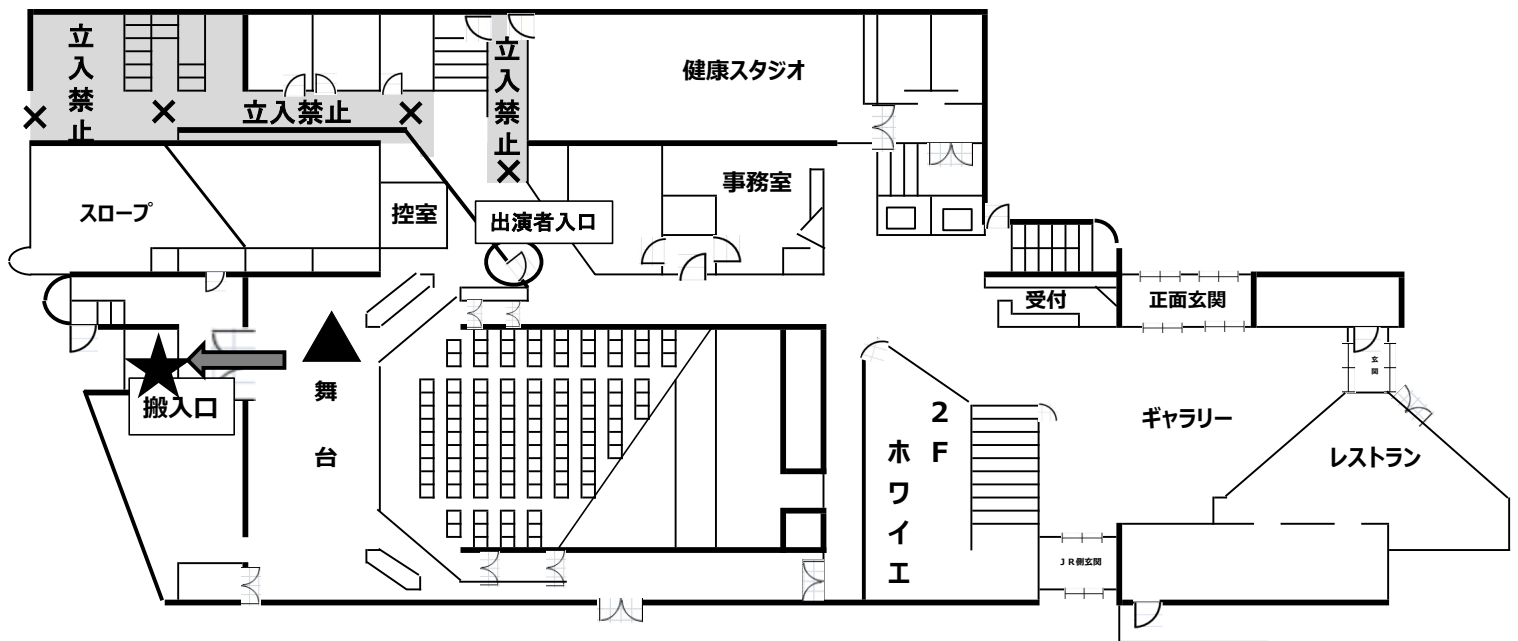 立入禁止
立入禁止
立入禁止
健康スタジオ
スロープ
控室
出演者入口
事務室
受付
正面玄関
搬入口
舞台
2Fホワイエ
ギャラリー
玄関
レストラン
JR側玄関